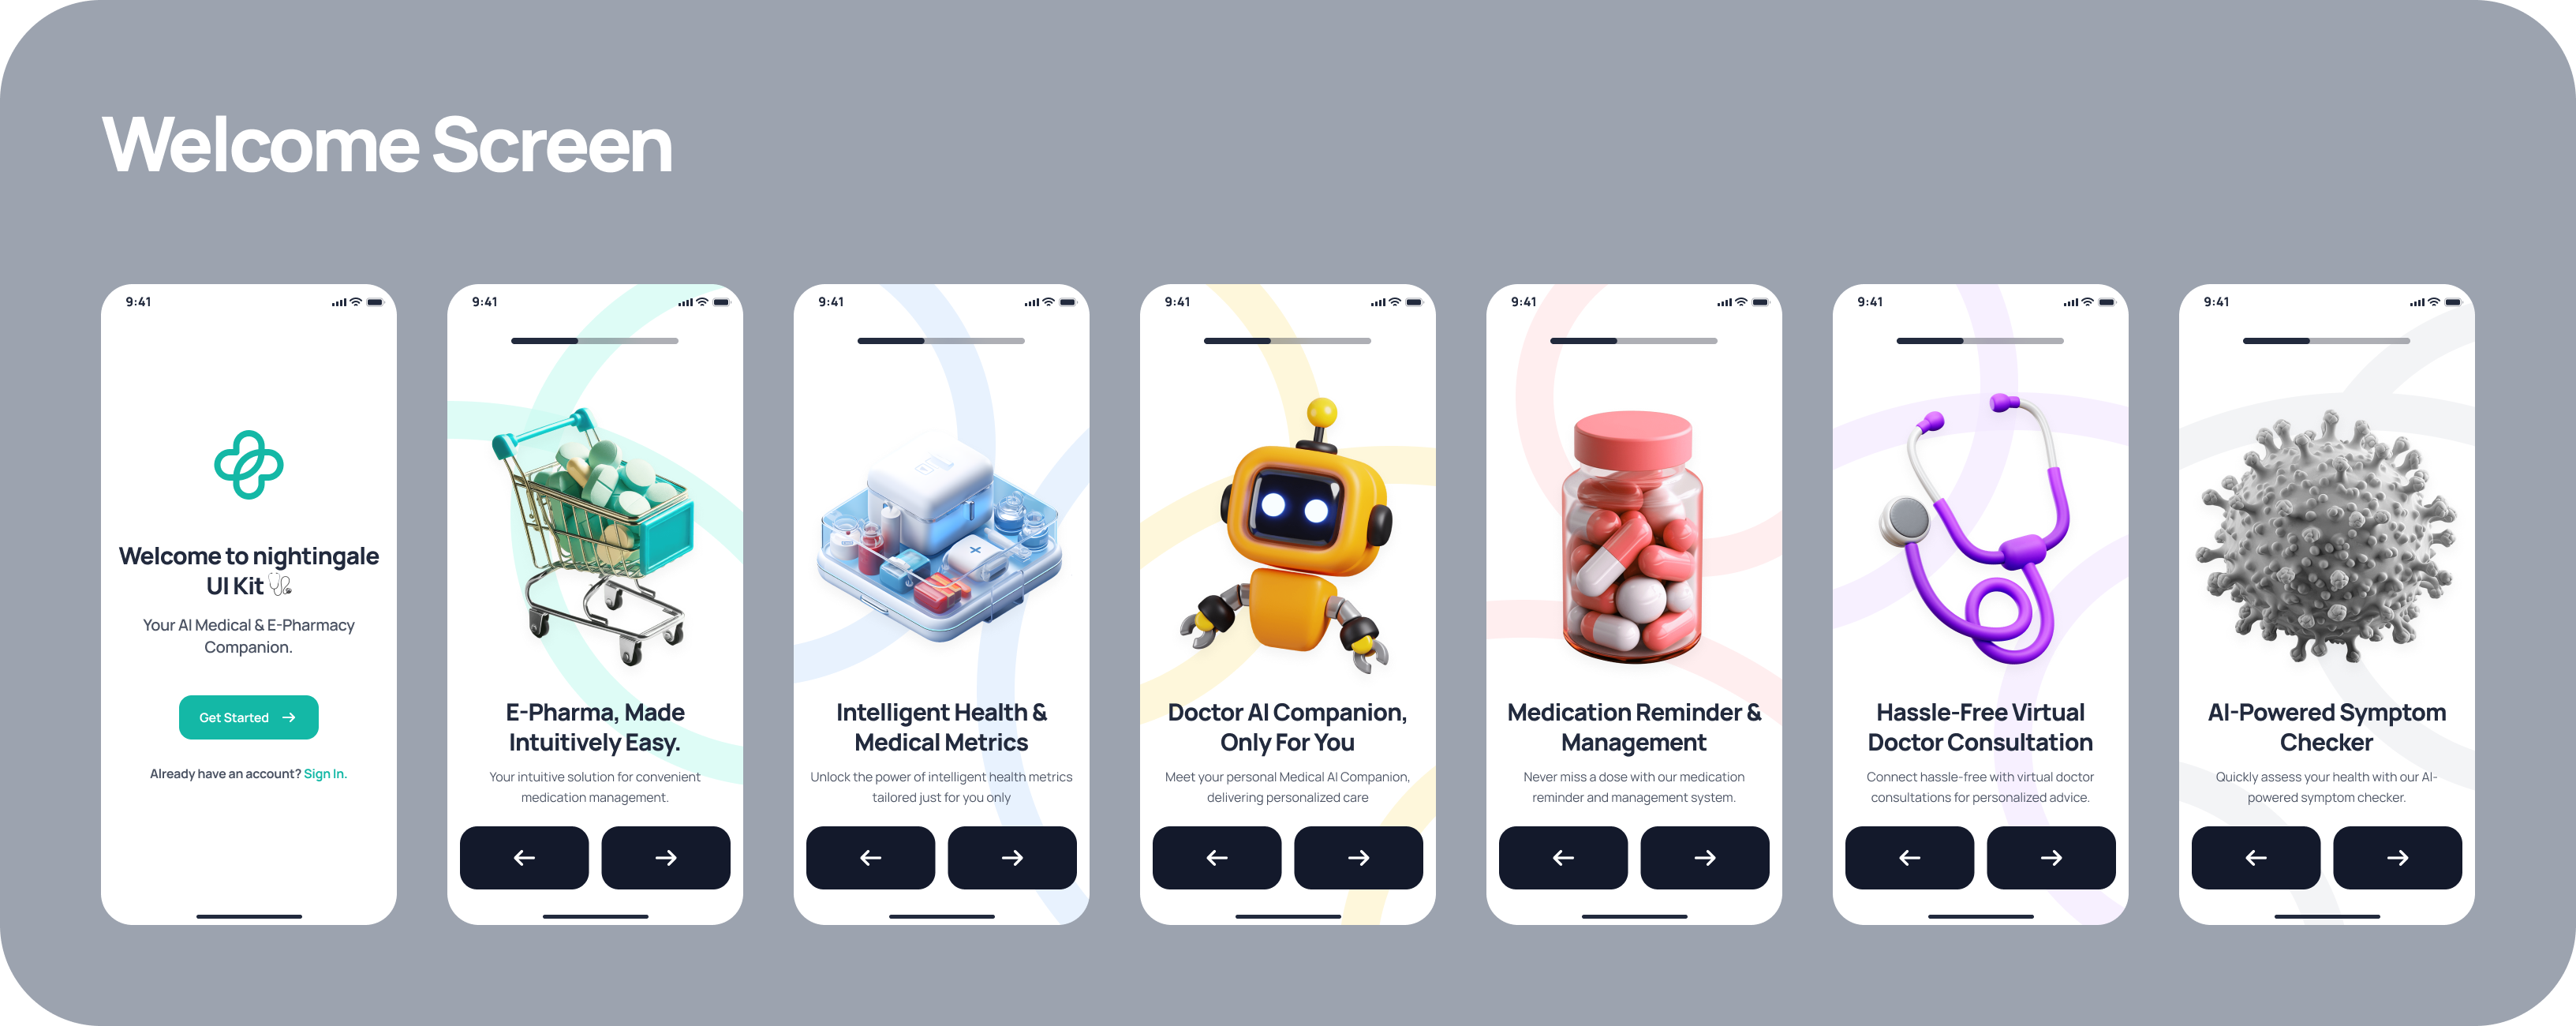 Welcome Screen
9:41
Welcome to nightingale
UI Kit
Your AI Medical & E-Pharmacy
Companion.
Get Started
Already have an account? Sign In.
9:41
E-Pharma, Made
Intuitively Easy.
Your intuitive solution for convenient
medication management.
9:41
Intelligent Health &
Medical Metrics
Unlock the power of intelligent health metrics
tailored just for you only
9:41
Doctor AI Companion,
Only For You
Meet your personal Medical AI Companion,
delivering personalized care
9:41
Medication Reminder &
Management
Never miss a dose with our medication
reminder and management system.
9:41
Hassle-Free Virtual
Doctor Consultation
Connect hassle-free with virtual doctor
consultations for personalized advice.
9:41
AI-Powered Symptom
Checker
Quickly assess your health with our AI-
powered symptom checker.